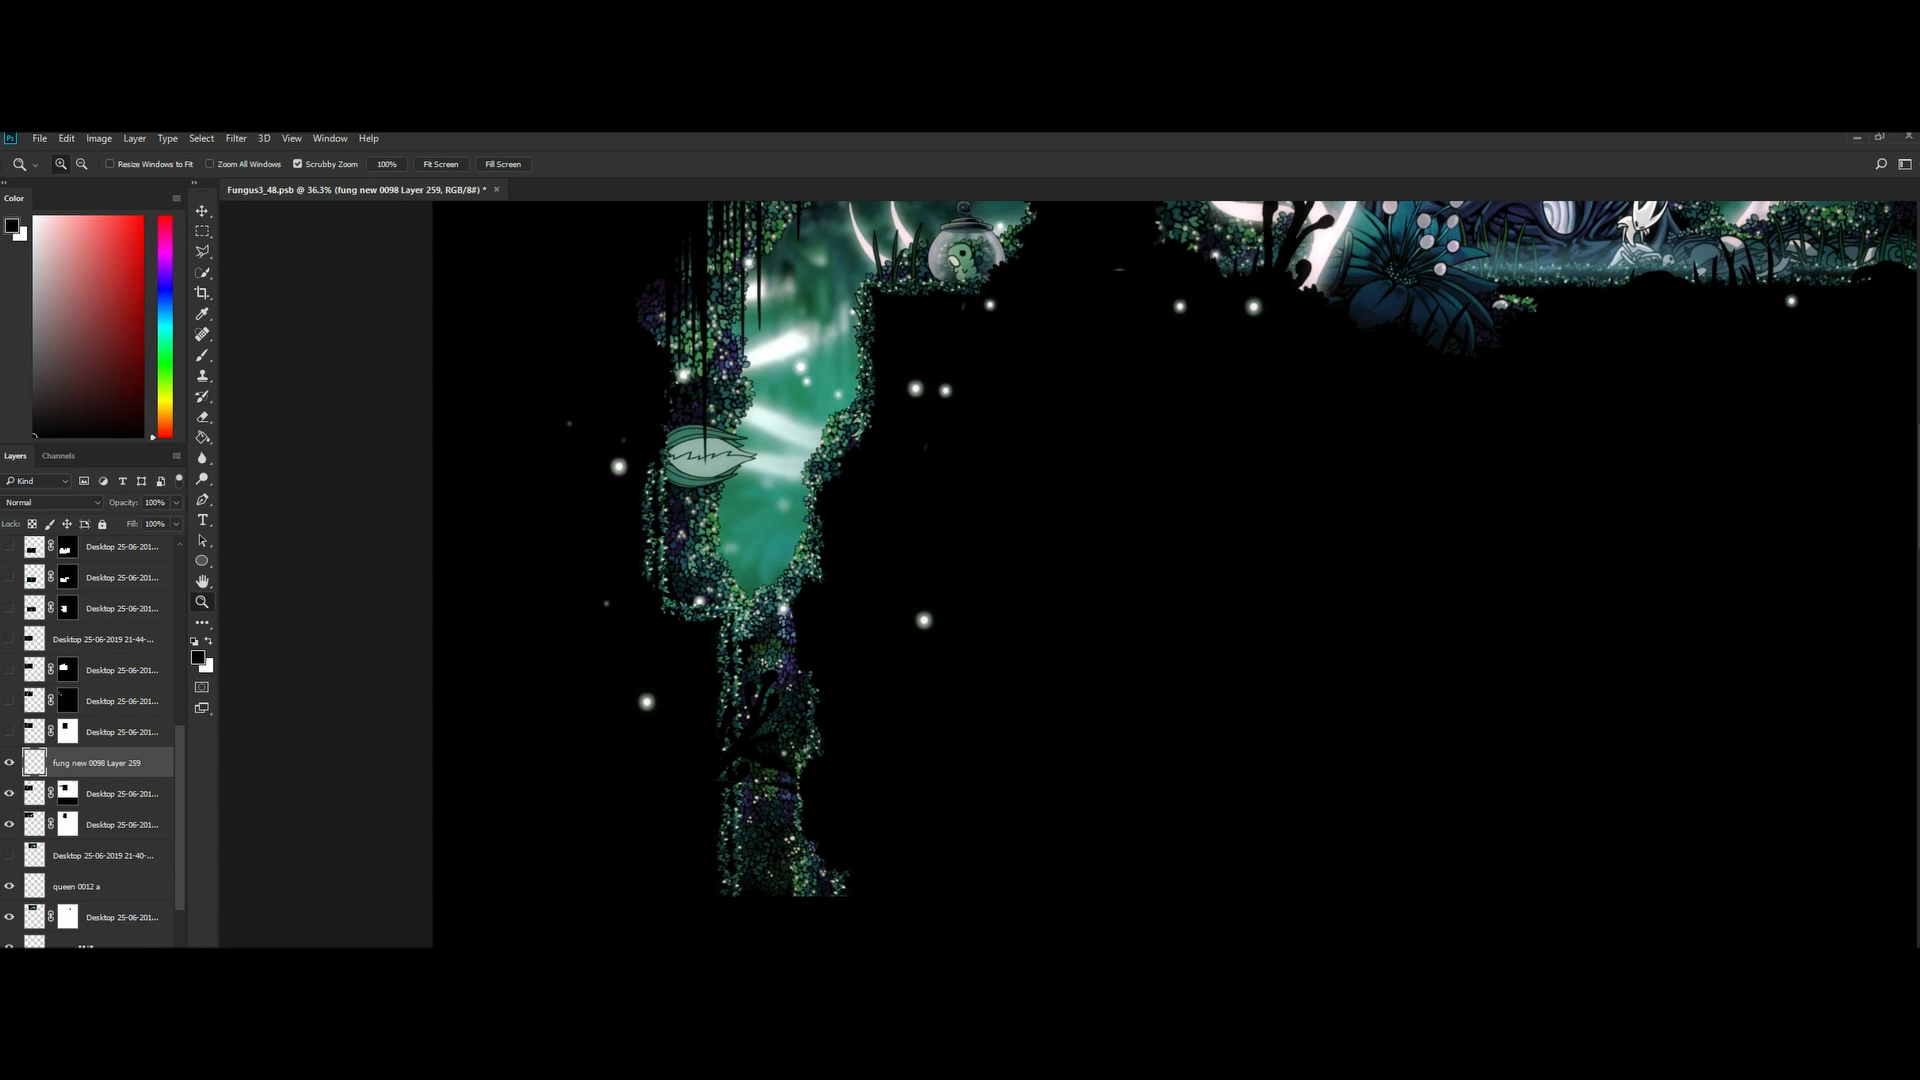 Ps File Edit Image Layer Type Select Filter 3D View Window Help
Resize Windows to Fit Zoom All Windows Scrubby Zoom 100% Fit Screen Fill Screen
Fungus3_48.psb @ 36.3% (fung new 0098 Layer 259, RGB/8#) *
Color
Layers Channels
Kind
Normal Opacity: 100%
Lock: Fill: 100%
Desktop 25-06-201...
Desktop 25-06-201...
Desktop 25-06-201...
Desktop 25-06-2019 21-44-...
Desktop 25-06-201...
Desktop 25-06-201...
Desktop 25-06-201...
fung new 0098 Layer 259
Desktop 25-06-201...
Desktop 25-06-201...
Desktop 25-06-2019 21-40-...
queen 0012 a
Desktop 25-06-201...